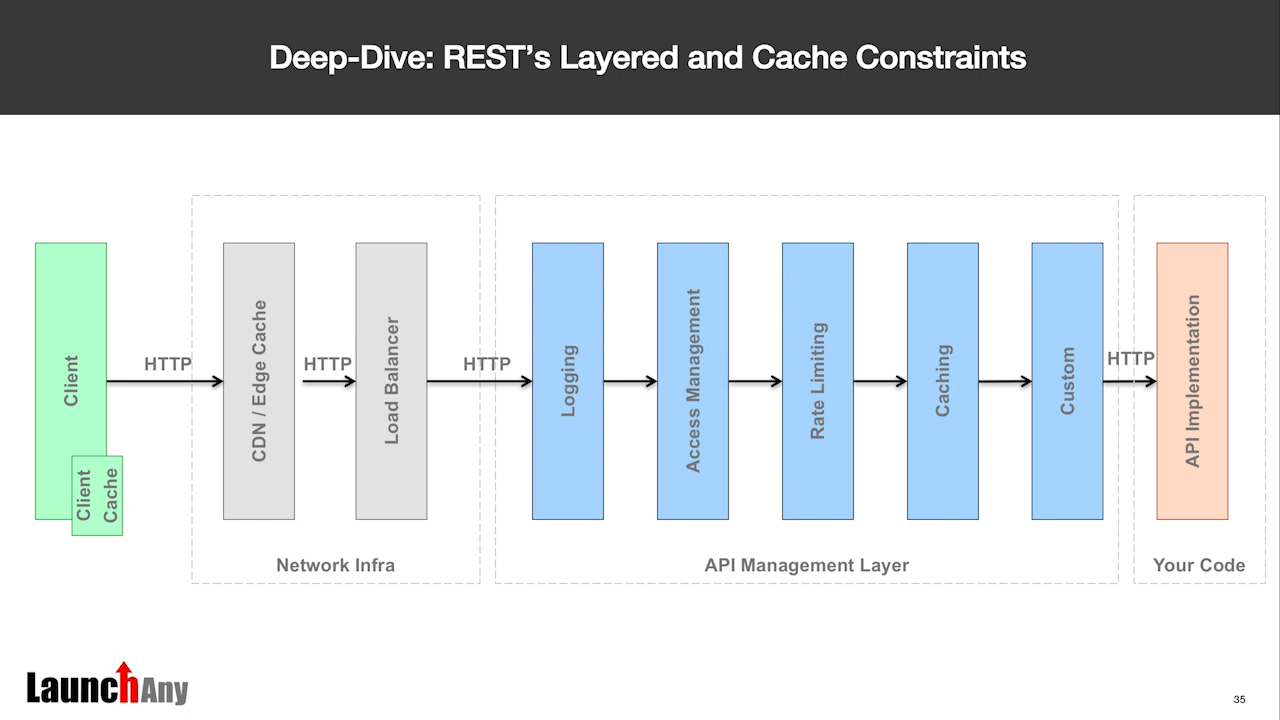 Deep-Dive: REST’s Layered and Cache Constraints
Client
Client
Cache
HTTP
CDN / Edge Cache
HTTP
Load Balancer
HTTP
Logging
Access Management
Rate Limiting
Caching
Custom
HTTP
API Implementation
Network Infra
API Management Layer
Your Code
LaunchAny
35